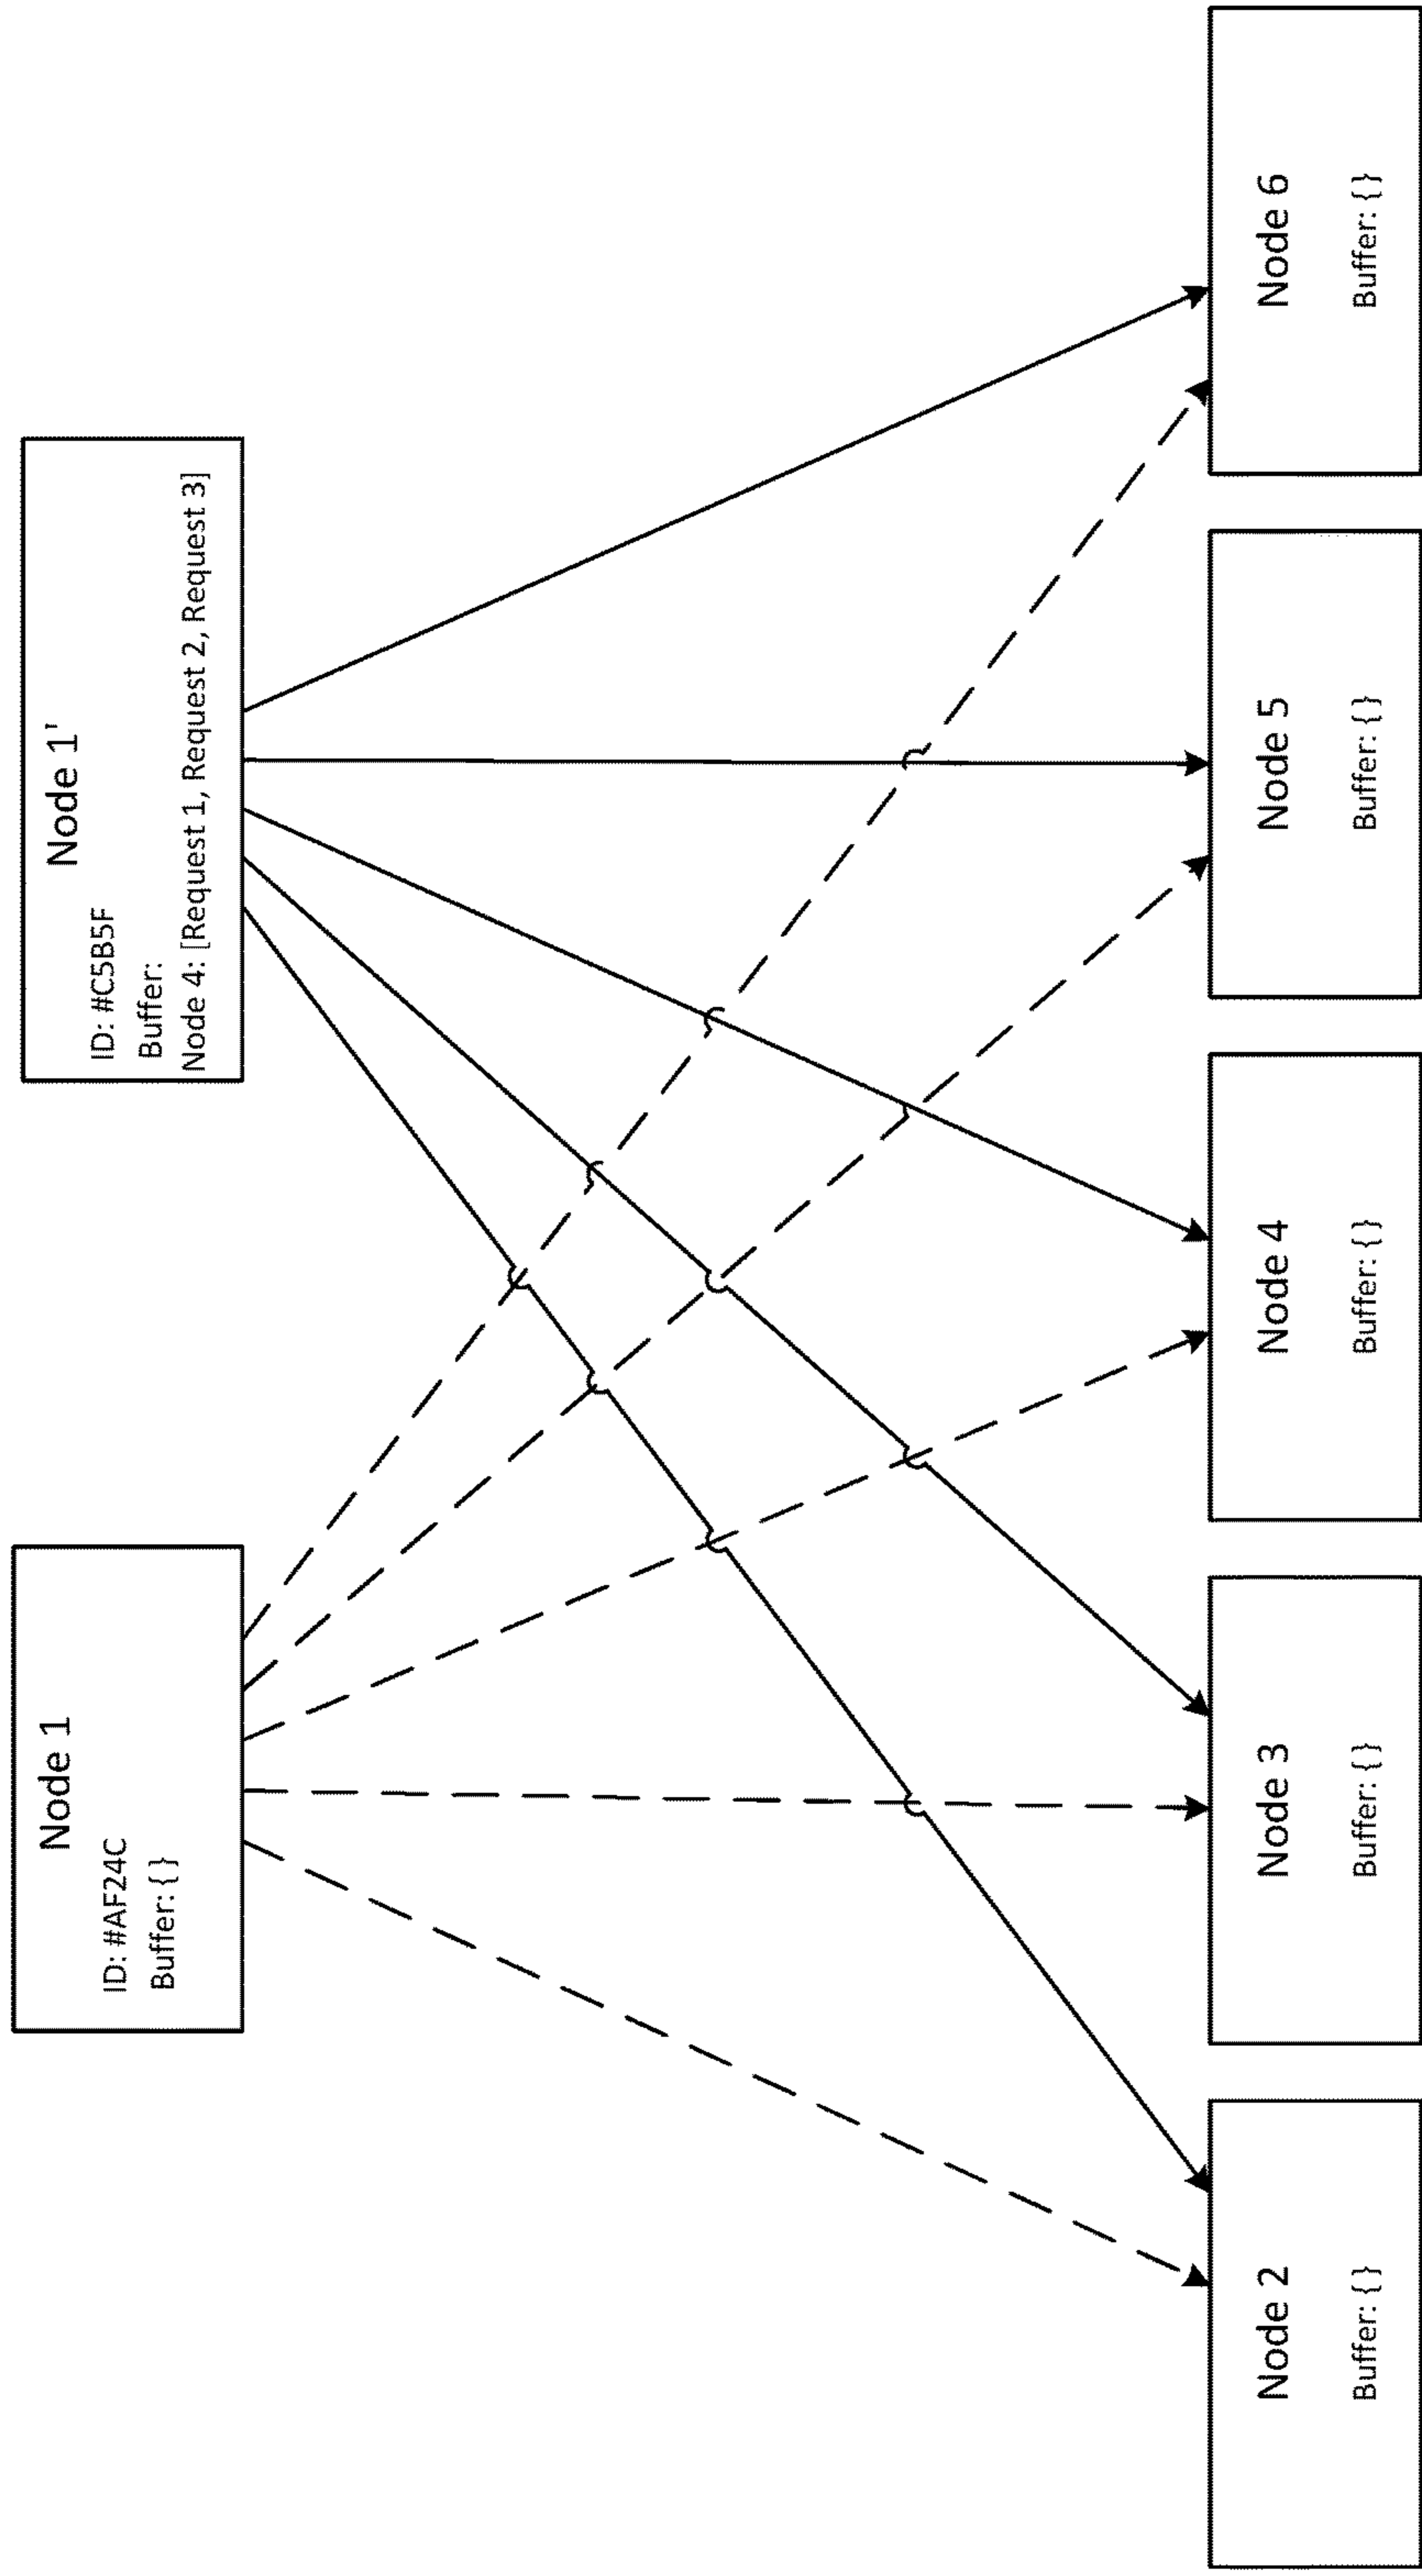 Node 1
ID: #AF24C
Buffer: { }
Node 1'
ID: #C5B5F
Buffer:
Node 4: [Request 1, Request 2, Request 3]
Node 2
Buffer: { }
Node 3
Buffer: { }
Node 4
Buffer: { }
Node 5
Buffer: { }
Node 6
Buffer: { }